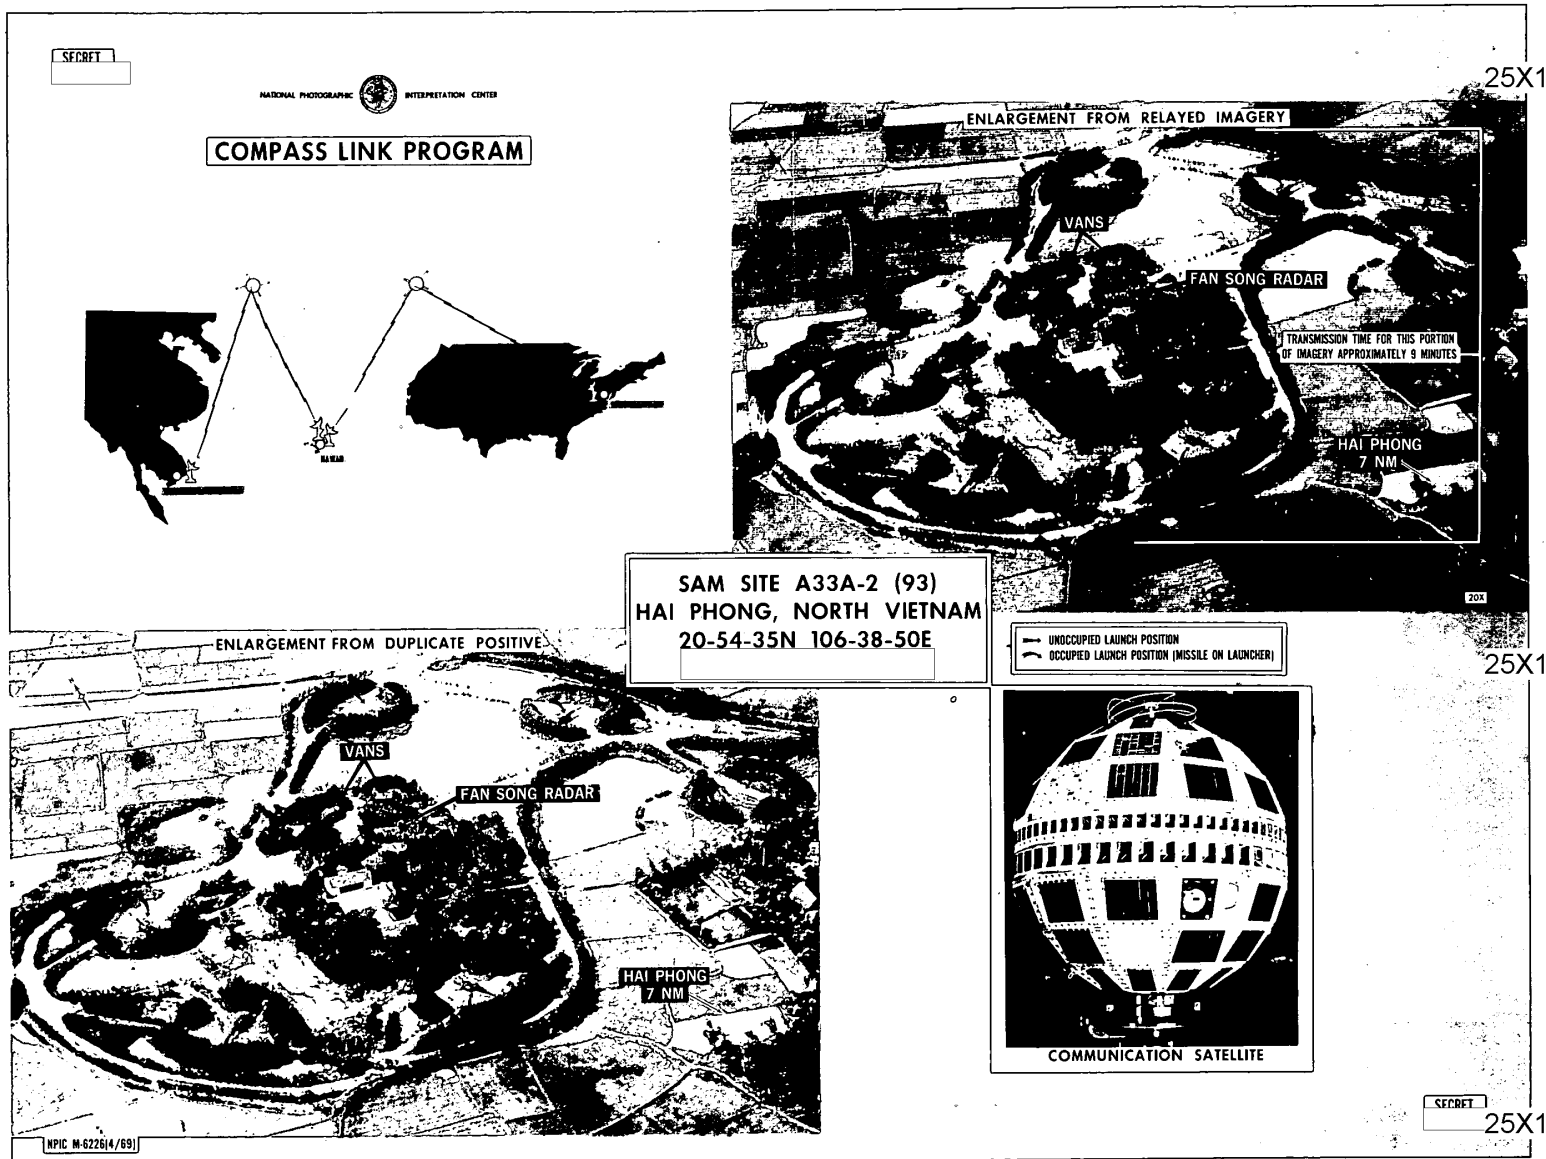 SECRET
25X1
NATIONAL PHOTOGRAPHIC INTERPRETATION CENTER
COMPASS LINK PROGRAM
HAWAII
ENLARGEMENT FROM RELAYED IMAGERY
VANS
FAN SONG RADAR
TRANSMISSION TIME FOR THIS PORTION
OF IMAGERY APPROXIMATELY 9 MINUTES
HAI PHONG
7 NM
20X
SAM SITE A33A-2 (93)
HAI PHONG, NORTH VIETNAM
20-54-35N 106-38-50E
UNOCCUPIED LAUNCH POSITION
OCCUPIED LAUNCH POSITION (MISSILE ON LAUNCHER)
25X1
ENLARGEMENT FROM DUPLICATE POSITIVE
VANS
FAN SONG RADAR
HAI PHONG
7 NM
COMMUNICATION SATELLITE
SECRET
25X1
NPIC M-6226(4/69)